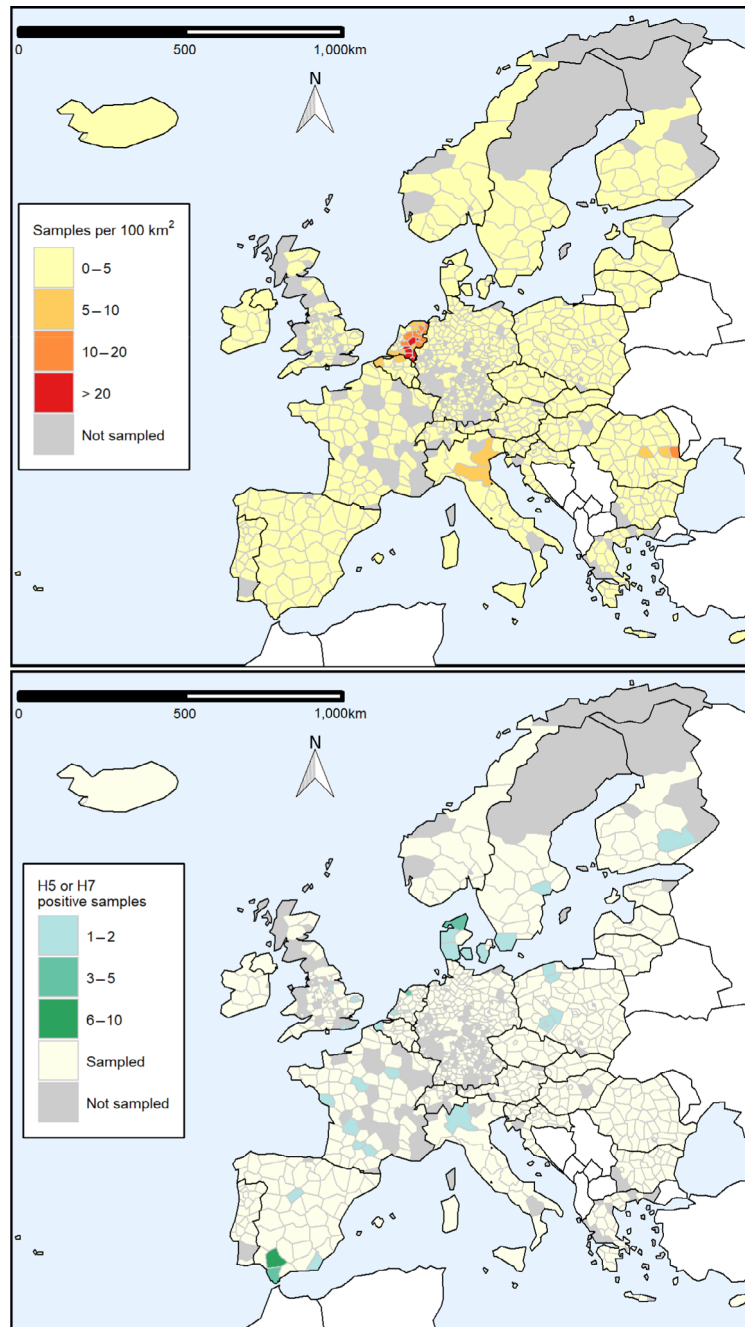 0 500 1,000km
N
Samples per 100 km²
0–5
5–10
10–20
> 20
Not sampled
0 500 1,000km
N
H5 or H7
positive samples
1–2
3–5
6–10
Sampled
Not sampled